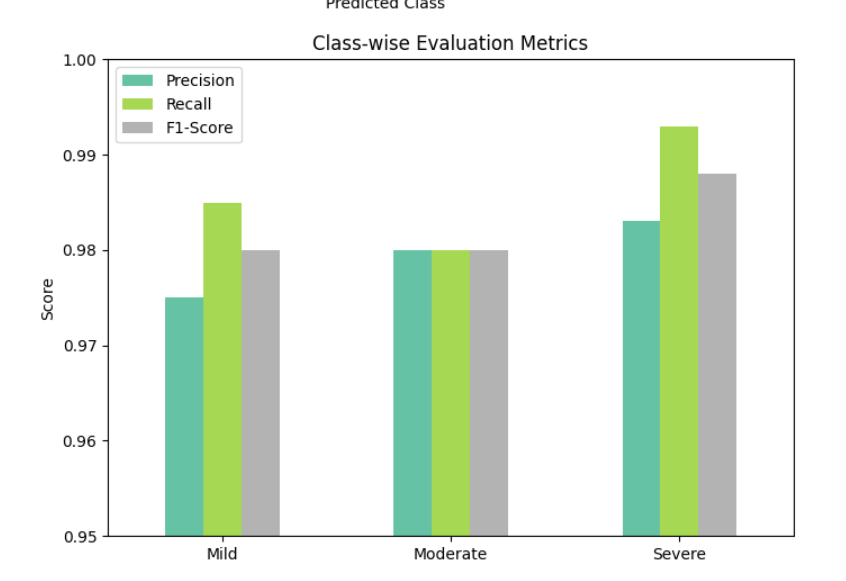 Predicted Class
Class-wise Evaluation Metrics
1.00
0.99
0.98
0.97
0.96
0.95
Score
Precision
Recall
F1-Score
Mild
Moderate
Severe